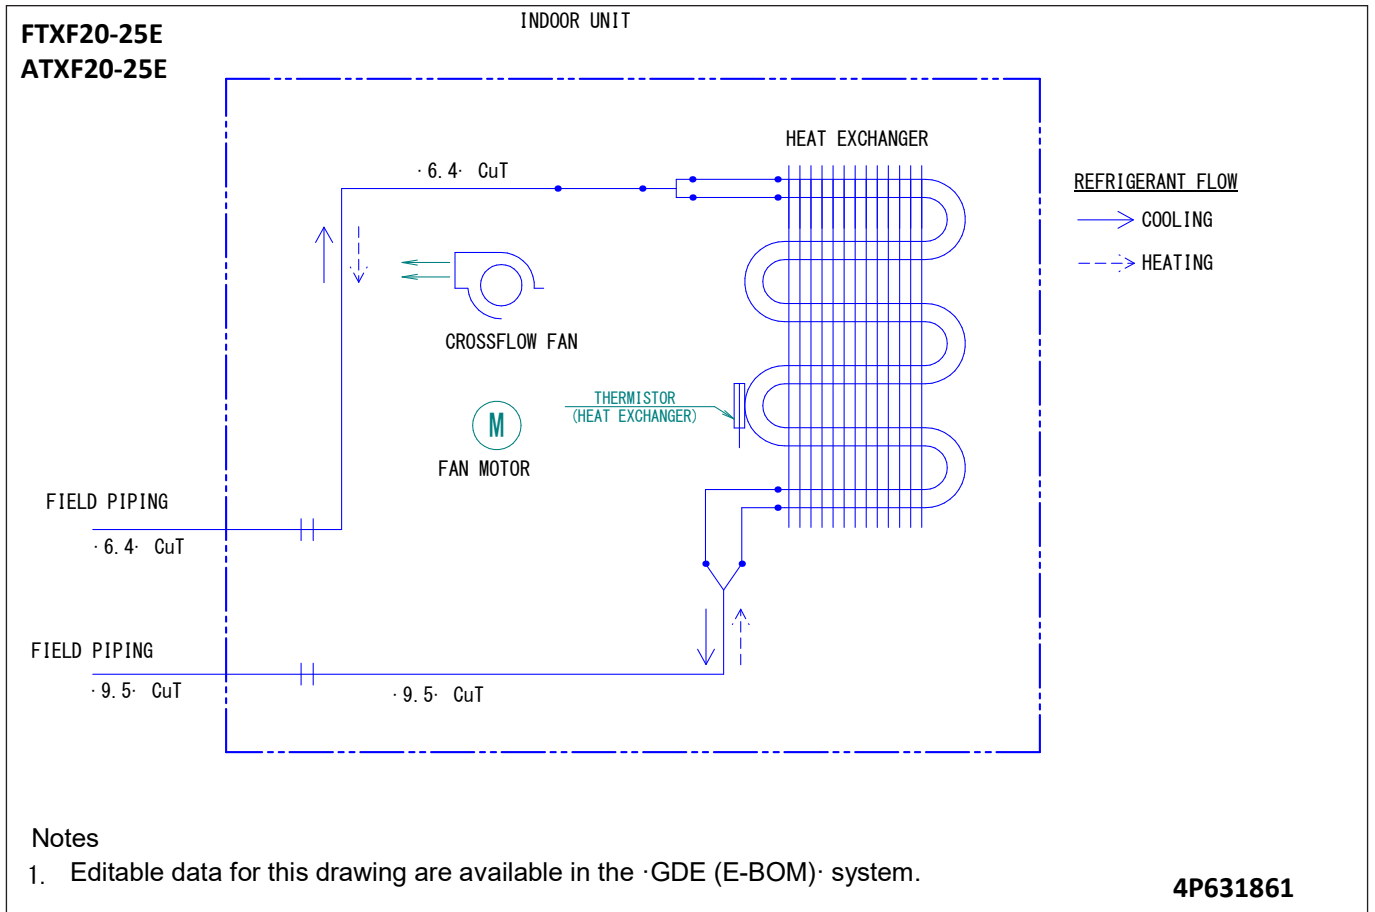 FTXF20-25E
ATXF20-25E
INDOOR UNIT
HEAT EXCHANGER
·6.4· CuT
REFRIGERANT FLOW
COOLING
HEATING
CROSSFLOW FAN
THERMISTOR
(HEAT EXCHANGER)
M
FAN MOTOR
FIELD PIPING
·6.4· CuT
FIELD PIPING
·9.5· CuT
·9.5· CuT
Notes
1. Editable data for this drawing are available in the ·GDE (E-BOM)· system.
4P631861